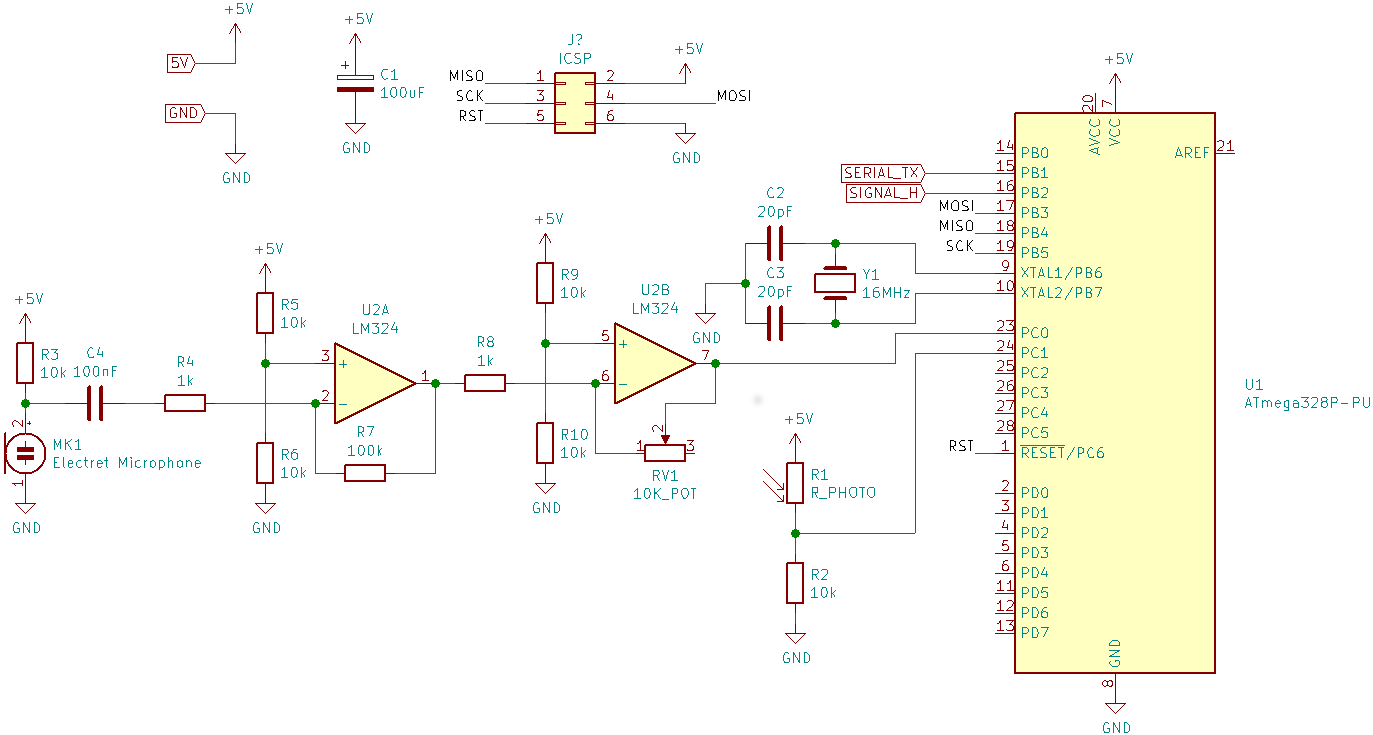 +5V
5V
GND
GND
+5V
+
C1
100uF
GND
J?
ICSP
MISO 1
SCK 3
RST 5
2
4 MOSI
6
+5V
GND
+5V
R3
10k
C4
100nF
R4
1k
2
+
1
MK1
Electret Microphone
GND
+5V
R5
10k
R6
10k
GND
U2A
LM324
3
+
2
−
1
R7
100k
R8
1k
+5V
R9
10k
R10
10k
GND
U2B
LM324
5
+
6
−
7
1
2
3
RV1
10K_POT
C2
20pF
C3
20pF
GND
Y1
16MHz
+5V
R1
R_PHOTO
R2
10k
GND
SERIAL_TX
SIGNAL_H
MOSI
MISO
SCK
RST
+5V
20
7
AVCC
VCC
14 PB0
15 PB1
16 PB2
17 PB3
18 PB4
19 PB5
9 XTAL1/PB6
10 XTAL2/PB7
23 PC0
24 PC1
25 PC2
26 PC3
27 PC4
28 PC5
1 RESET/PC6
2 PD0
3 PD1
4 PD2
5 PD3
6 PD4
11 PD5
12 PD6
13 PD7
AREF 21
U1
ATmega328P-PU
GND
8
GND